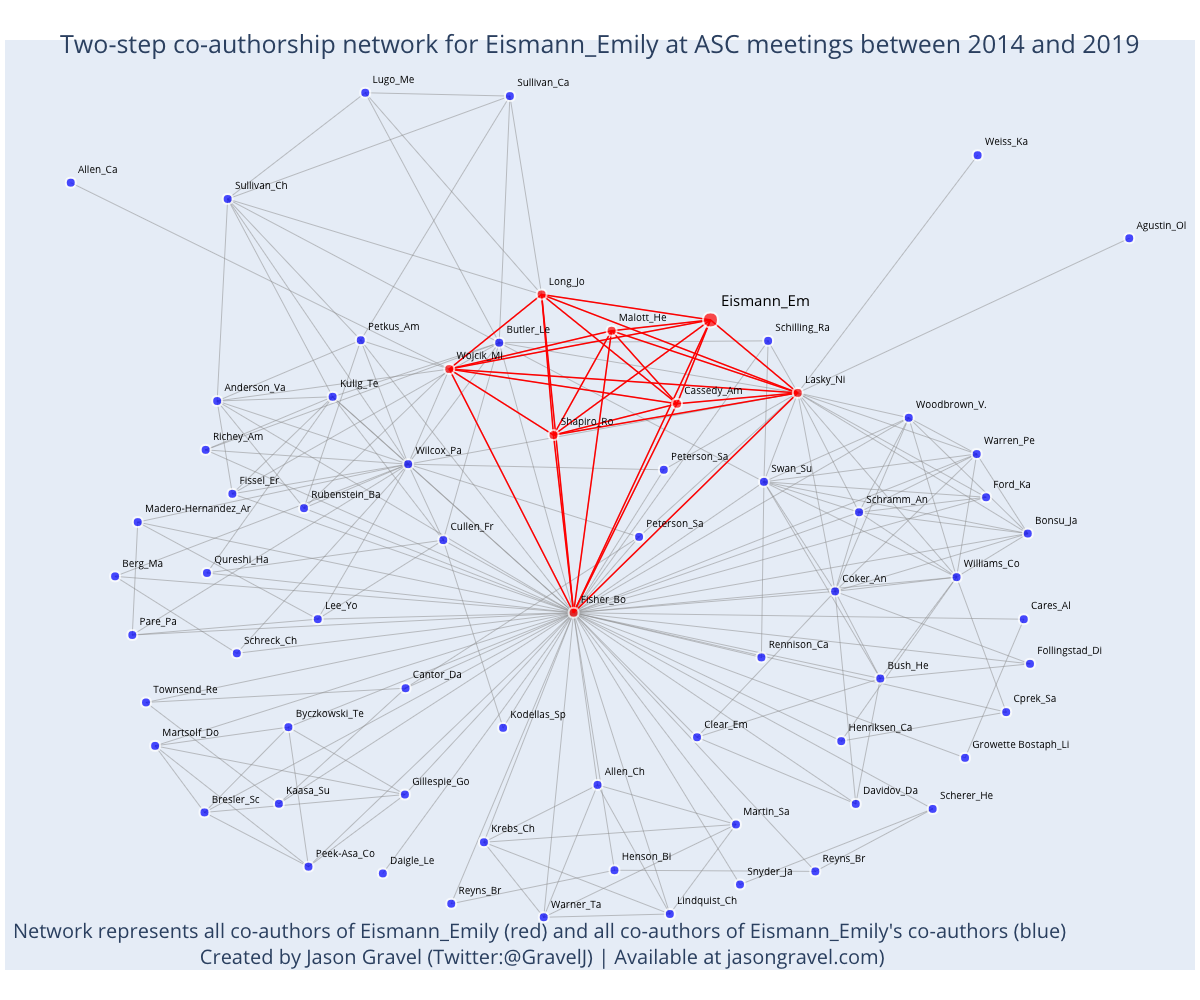 Two-step co-authorship network for Eismann_Emily at ASC meetings between 2014 and 2019
Lugo_Me
Sullivan_Ca
Weiss_Ka
Allen_Ca
Sullivan_Ch
Agustin_Ol
Long_Jo
Eismann_Em
Malott_He
Petkus_Am
Butler_Le
Schilling_Ra
Wojcik_Mi
Lasky_Ni
Anderson_Va
Kulig_Te
Cassedy_Am
Woodbrown_V.
Shapiro_Ro
Richey_Am
Warren_Pe
Wilcox_Pa
Peterson_Sa
Swan_Su
Fissel_Er
Ford_Ka
Rubenstein_Ba
Schramm_An
Madero-Hernandez_Ar
Cullen_Fr
Peterson_Sa
Bonsu_Ja
Berg_Ma
Qureshi_Ha
Williams_Co
Coker_An
Fisher_Bo
Lee_Yo
Cares_Al
Pare_Pa
Schreck_Ch
Rennison_Ca
Follingstad_Di
Bush_He
Cantor_Da
Townsend_Re
Cprek_Sa
Byczkowski_Te
Kodellas_Sp
Clear_Em
Martsolf_Do
Henriksen_Ca
Growette Bostaph_Li
Allen_Ch
Gillespie_Go
Kaasa_Su
Davidov_Da
Bresler_Sc
Scherer_He
Martin_Sa
Krebs_Ch
Peek-Asa_Co
Daigle_Le
Henson_Bi
Snyder_Ja
Reyns_Br
Reyns_Br
Warner_Ta
Lindquist_Ch
Network represents all co-authors of Eismann_Emily (red) and all co-authors of Eismann_Emily's co-authors (blue)
Created by Jason Gravel (Twitter:@GravelJ) | Available at jasongravel.com)